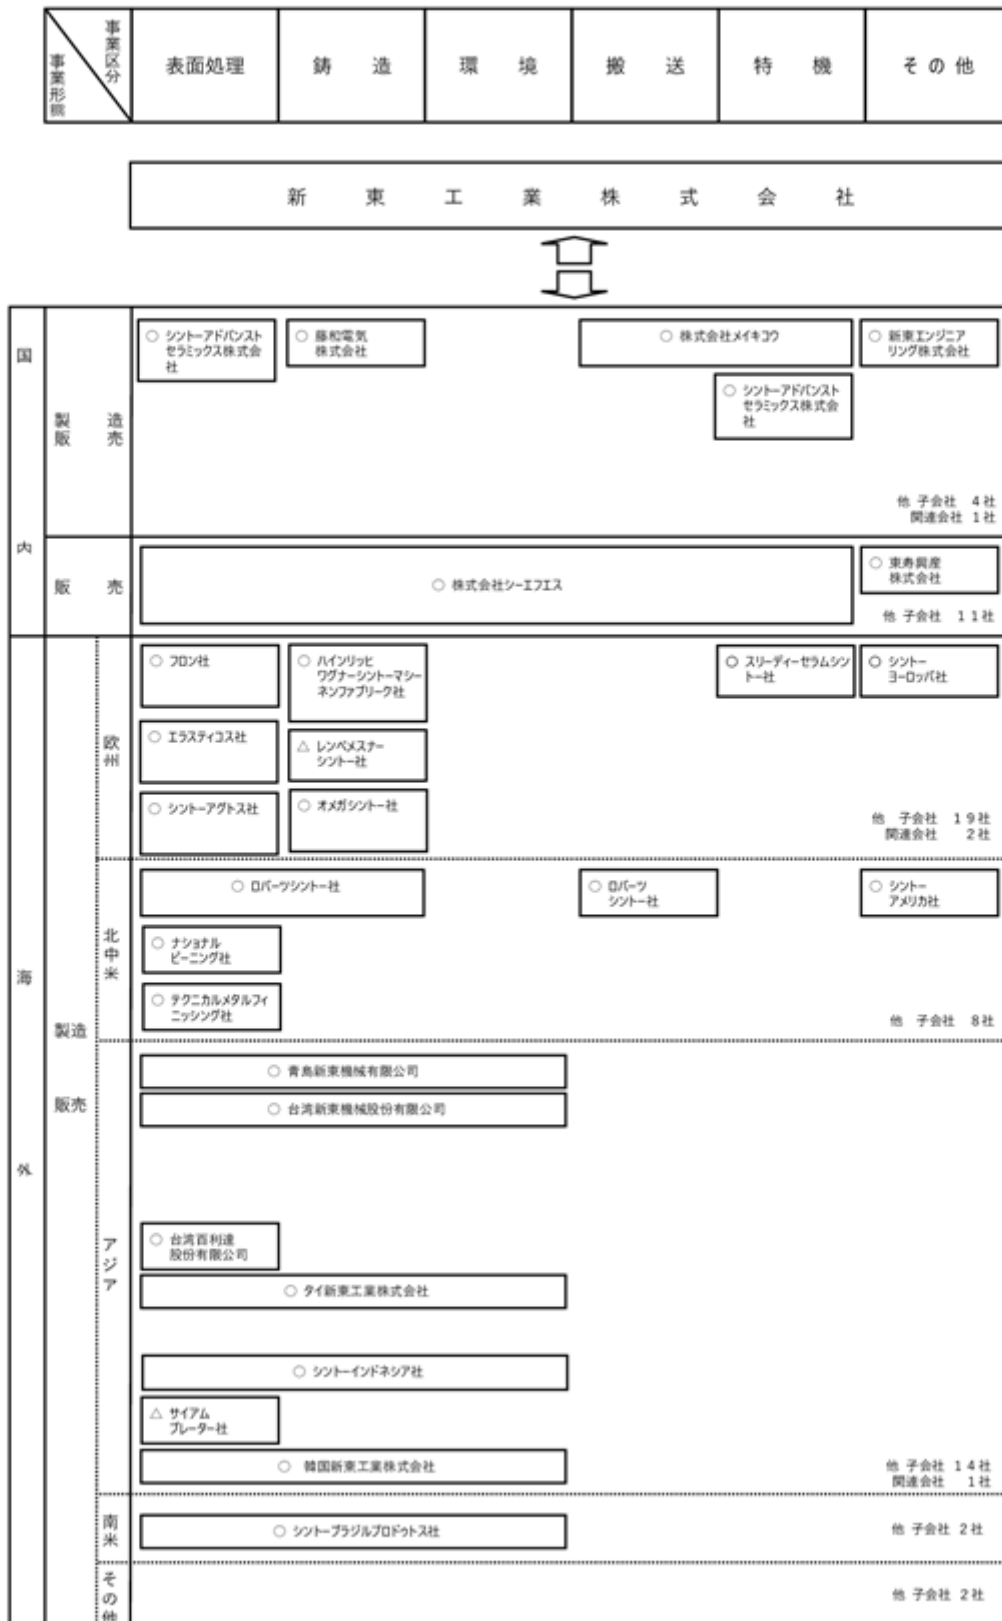 事業区分
事業形態
表面処理
鋳造
環境
搬送
特機
その他
新東工業株式会社
国内
製造
販売
○ シントーアドバンスト
セラミックス株式会
社
○ 藤和電気
株式会社
○ 株式会社メイキコウ
○ 新東エンジニア
リング株式会社
○ シントーアドバンスト
セラミックス株式会
社
他 子会社 4社
関連会社 1社
販売
○ 株式会社シーエフエス
○ 東寿興産
株式会社
他 子会社 11社
海外
製造
販売
欧州
○ フロン社
○ ハインリッヒ
ワグナーシントーマシー
ネンファブリーク社
○ スリーディーセラムシン
トー社
○ シントー
ヨーロッパ社
○ エラスティコス社
△ レンペメスナー
シントー社
○ シントーアグトス社
○ オメガシントー社
他 子会社 19社
関連会社 2社
北中米
○ ロバーツシントー社
○ ロバーツ
シントー社
○ シントー
アメリカ社
○ ナショナル
ピーニング社
○ テクニカルメタルフィ
ニッシング社
他 子会社 8社
アジア
○ 青島新東機械有限公司
○ 台湾新東機械股份有限公司
○ 台湾百利達
股份有限公司
○ タイ新東工業株式会社
○ シントーインドネシア社
△ サイアム
ブレーター社
○ 韓国新東工業株式会社
他 子会社 14社
関連会社 1社
南米
○ シントーブラジルプロドゥトス社
他 子会社 2社
その他
他 子会社 2社